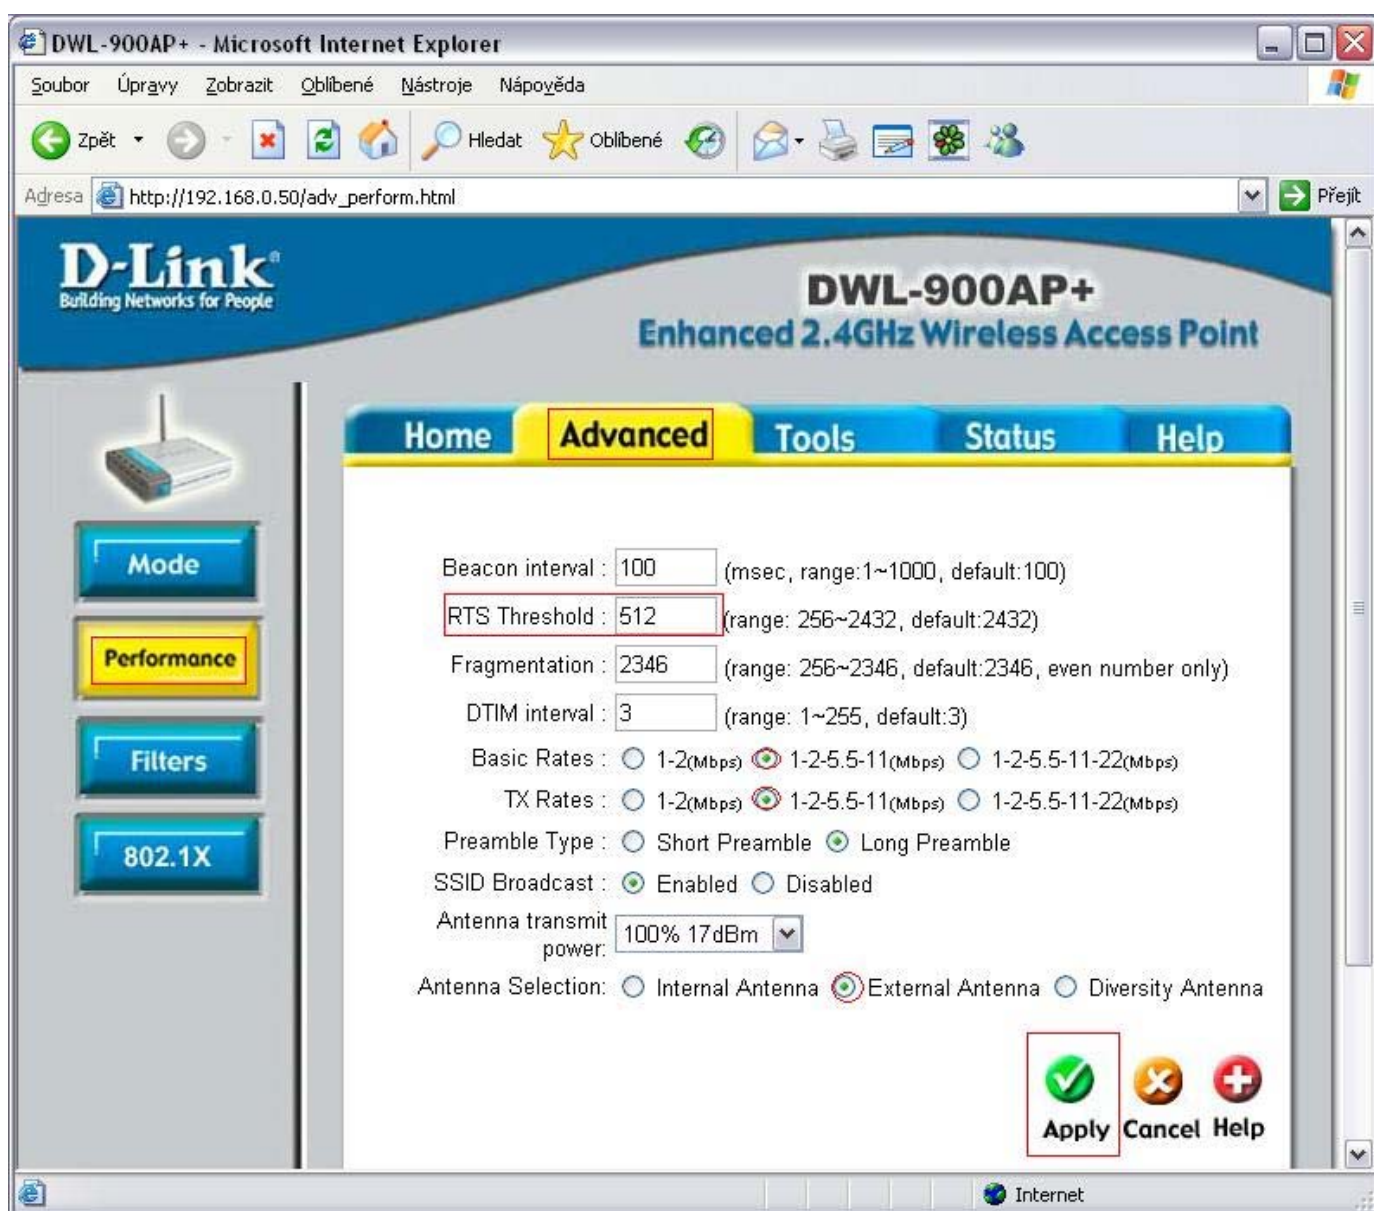 DWL-900AP+ - Microsoft Internet Explorer
Soubor Úpravy Zobrazit Oblíbené Nástroje Nápověda
Zpět Hledat Oblíbené
Adresa http://192.168.0.50/adv_perform.html Přejít
D-Link
Building Networks for People
DWL-900AP+
Enhanced 2.4GHz Wireless Access Point
Home Advanced Tools Status Help
Mode
Performance
Filters
802.1X
Beacon interval : 100 (msec, range:1~1000, default:100)
RTS Threshold : 512 (range: 256~2432, default:2432)
Fragmentation : 2346 (range: 256~2346, default:2346, even number only)
DTIM interval : 3 (range: 1~255, default:3)
Basic Rates : 1-2(Mbps) 1-2-5.5-11(Mbps) 1-2-5.5-11-22(Mbps)
TX Rates : 1-2(Mbps) 1-2-5.5-11(Mbps) 1-2-5.5-11-22(Mbps)
Preamble Type : Short Preamble Long Preamble
SSID Broadcast : Enabled Disabled
Antenna transmit
power: 100% 17dBm
Antenna Selection: Internal Antenna External Antenna Diversity Antenna
Apply Cancel Help
Internet